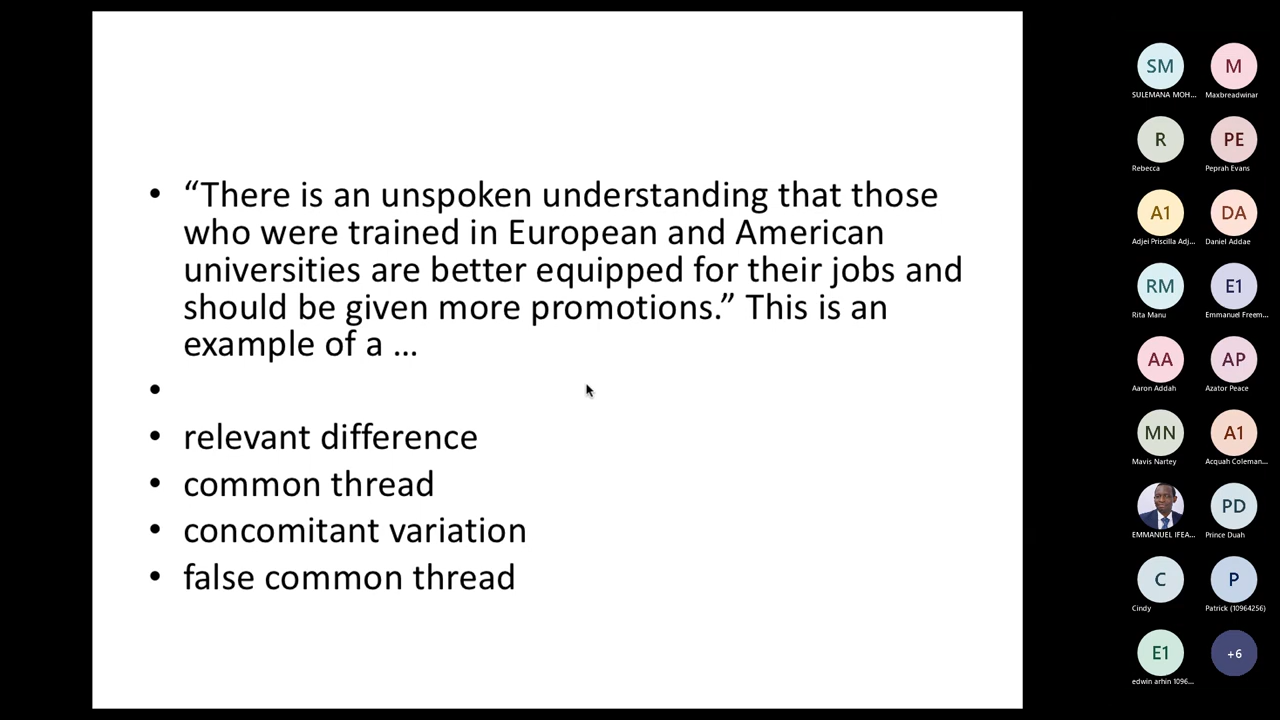 • “There is an unspoken understanding that those
who were trained in European and American
universities are better equipped for their jobs and
should be given more promotions.” This is an
example of a ...
•
• relevant difference
• common thread
• concomitant variation
• false common thread
SM M
SULEMANA MOH... Maxbreadwinar
R PE
Rebecca Peprah Evans
A1 DA
Adjei Priscilla Adj... Daniel Addae
RM E1
Rita Manu Emmanuel Freem...
AA AP
Aaron Addah Azator Peace
MN A1
Mavis Nartey Acquah Coleman...
PD
EMMANUEL IFEA... Prince Duah
C P
Cindy Patrick (10964256)
E1 +6
edwin arhin 1096...